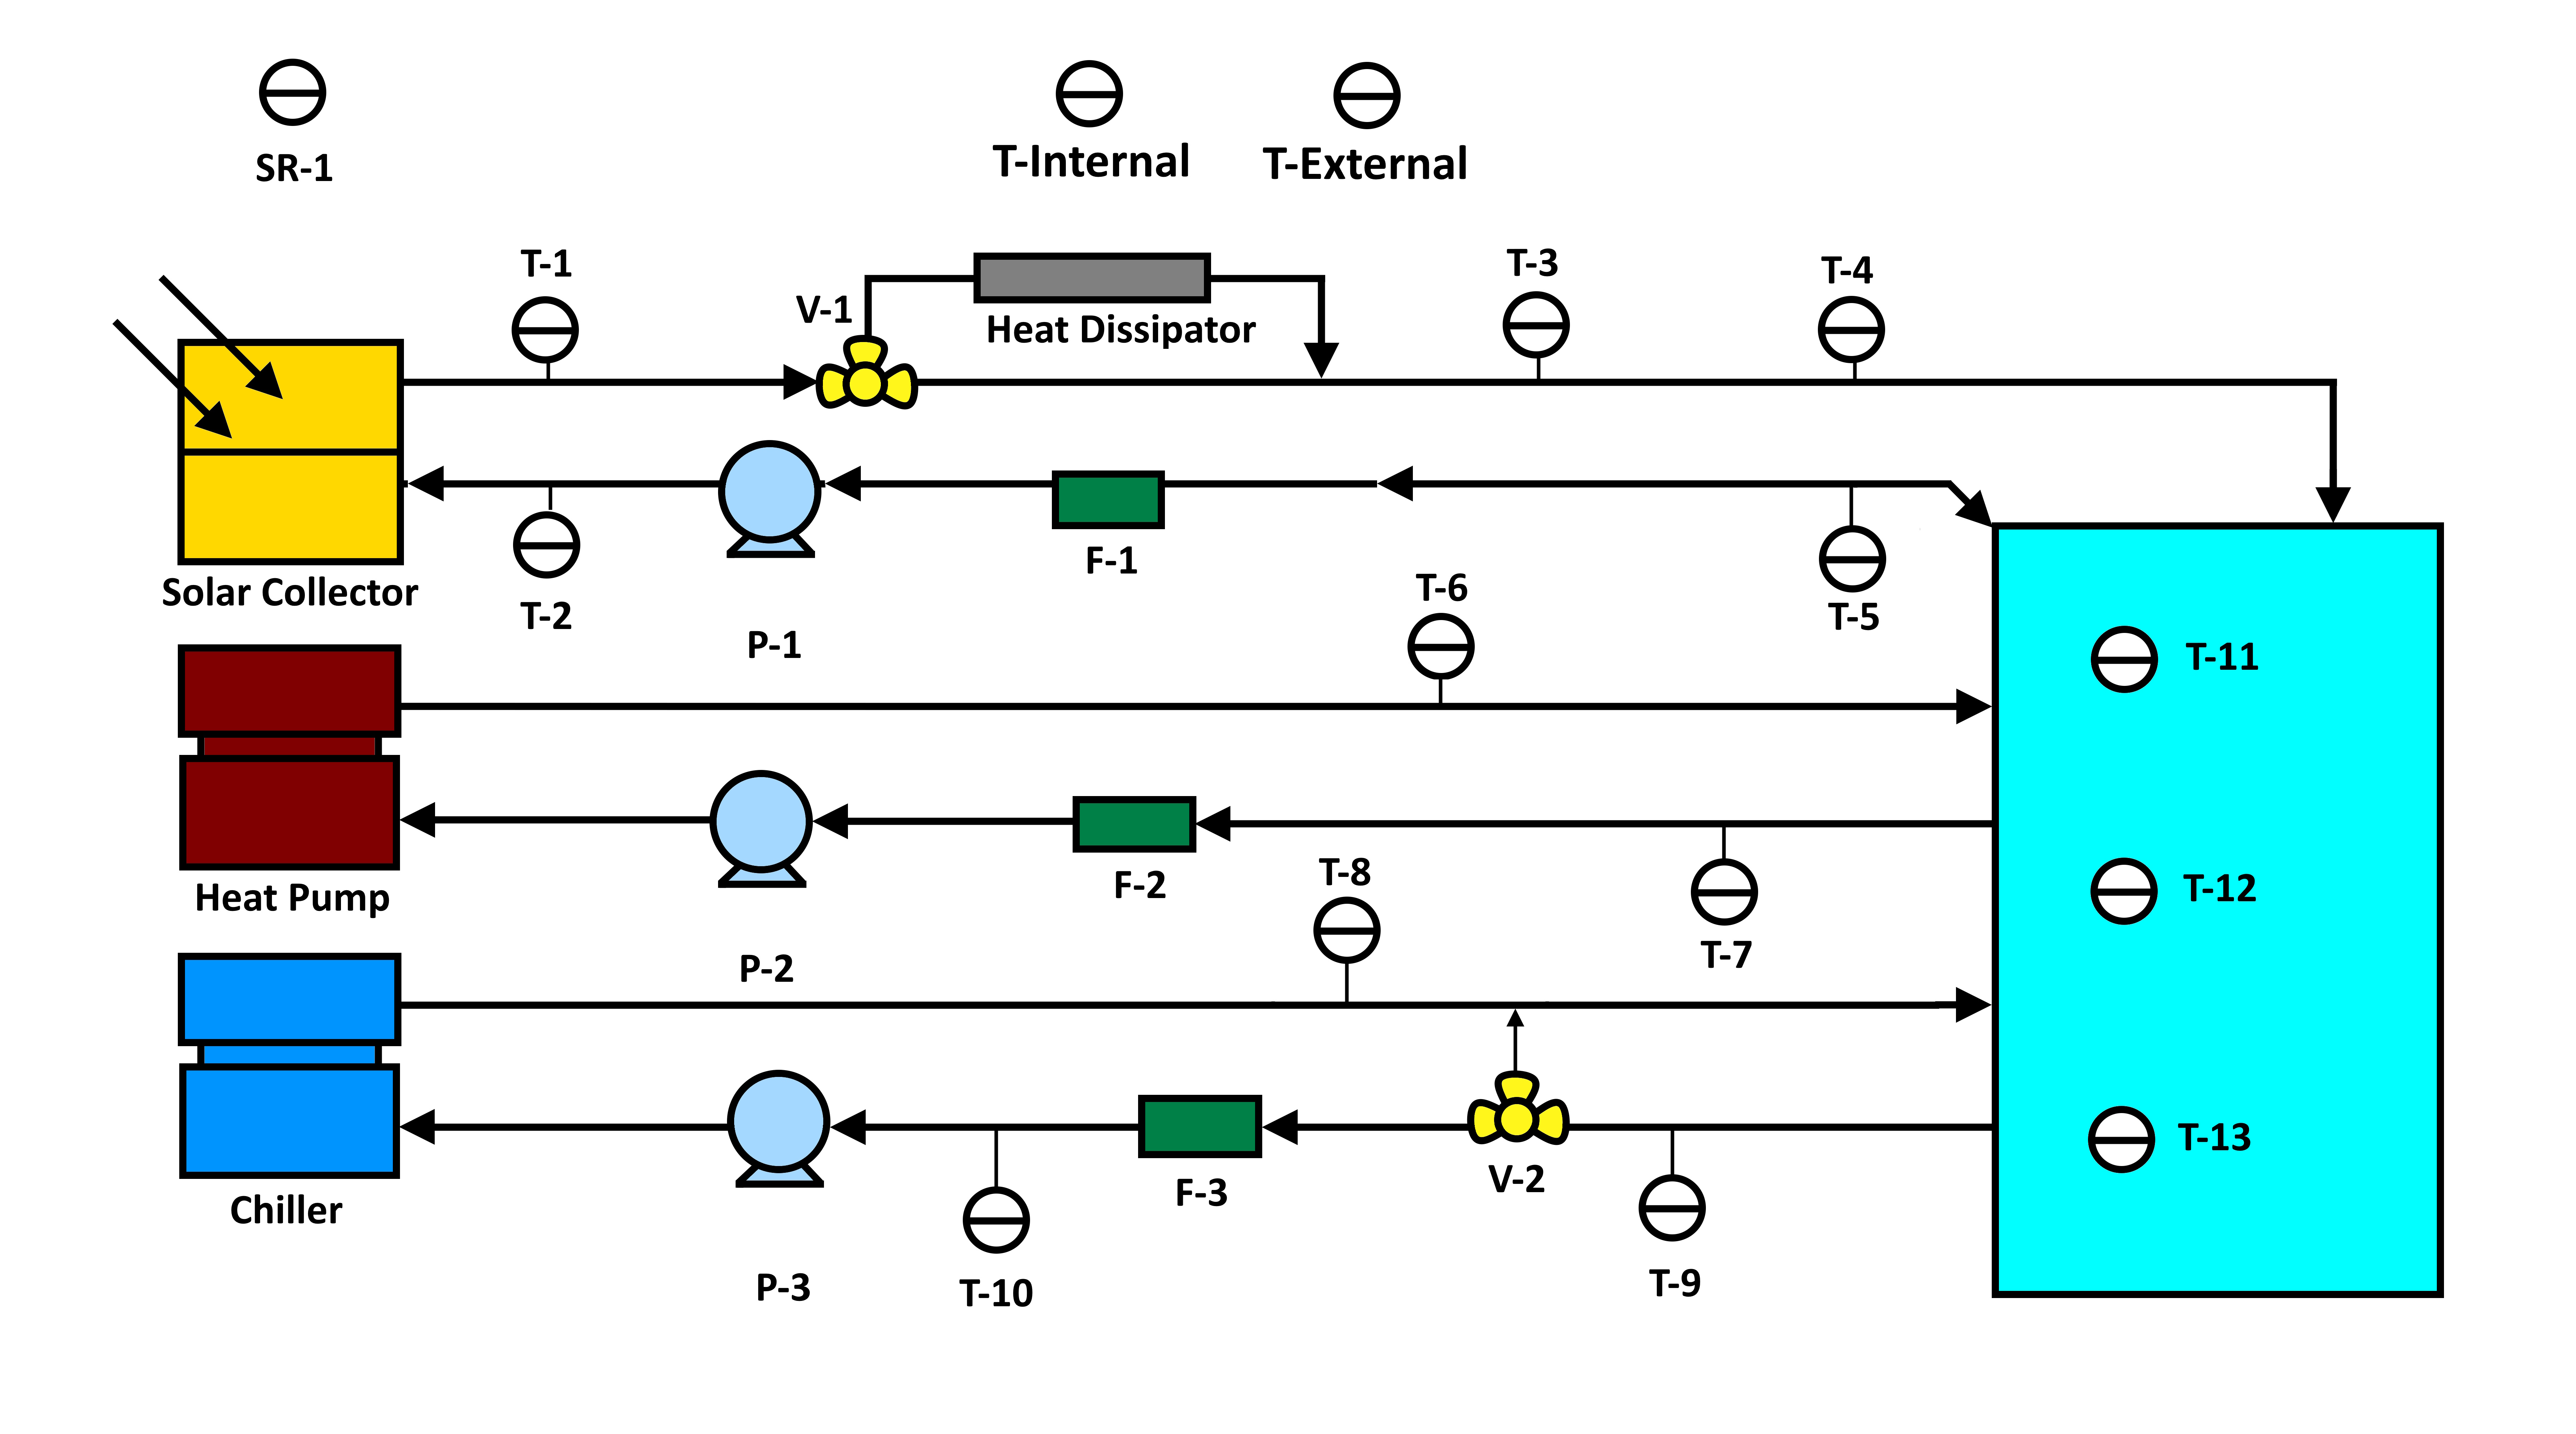 SR-1
T-Internal
T-External
T-1
V-1
Heat Dissipator
T-3
T-4
Solar Collector
T-2
P-1
F-1
T-6
T-5
T-11
Heat Pump
P-2
F-2
T-8
T-7
T-12
Chiller
P-3
T-10
F-3
V-2
T-9
T-13